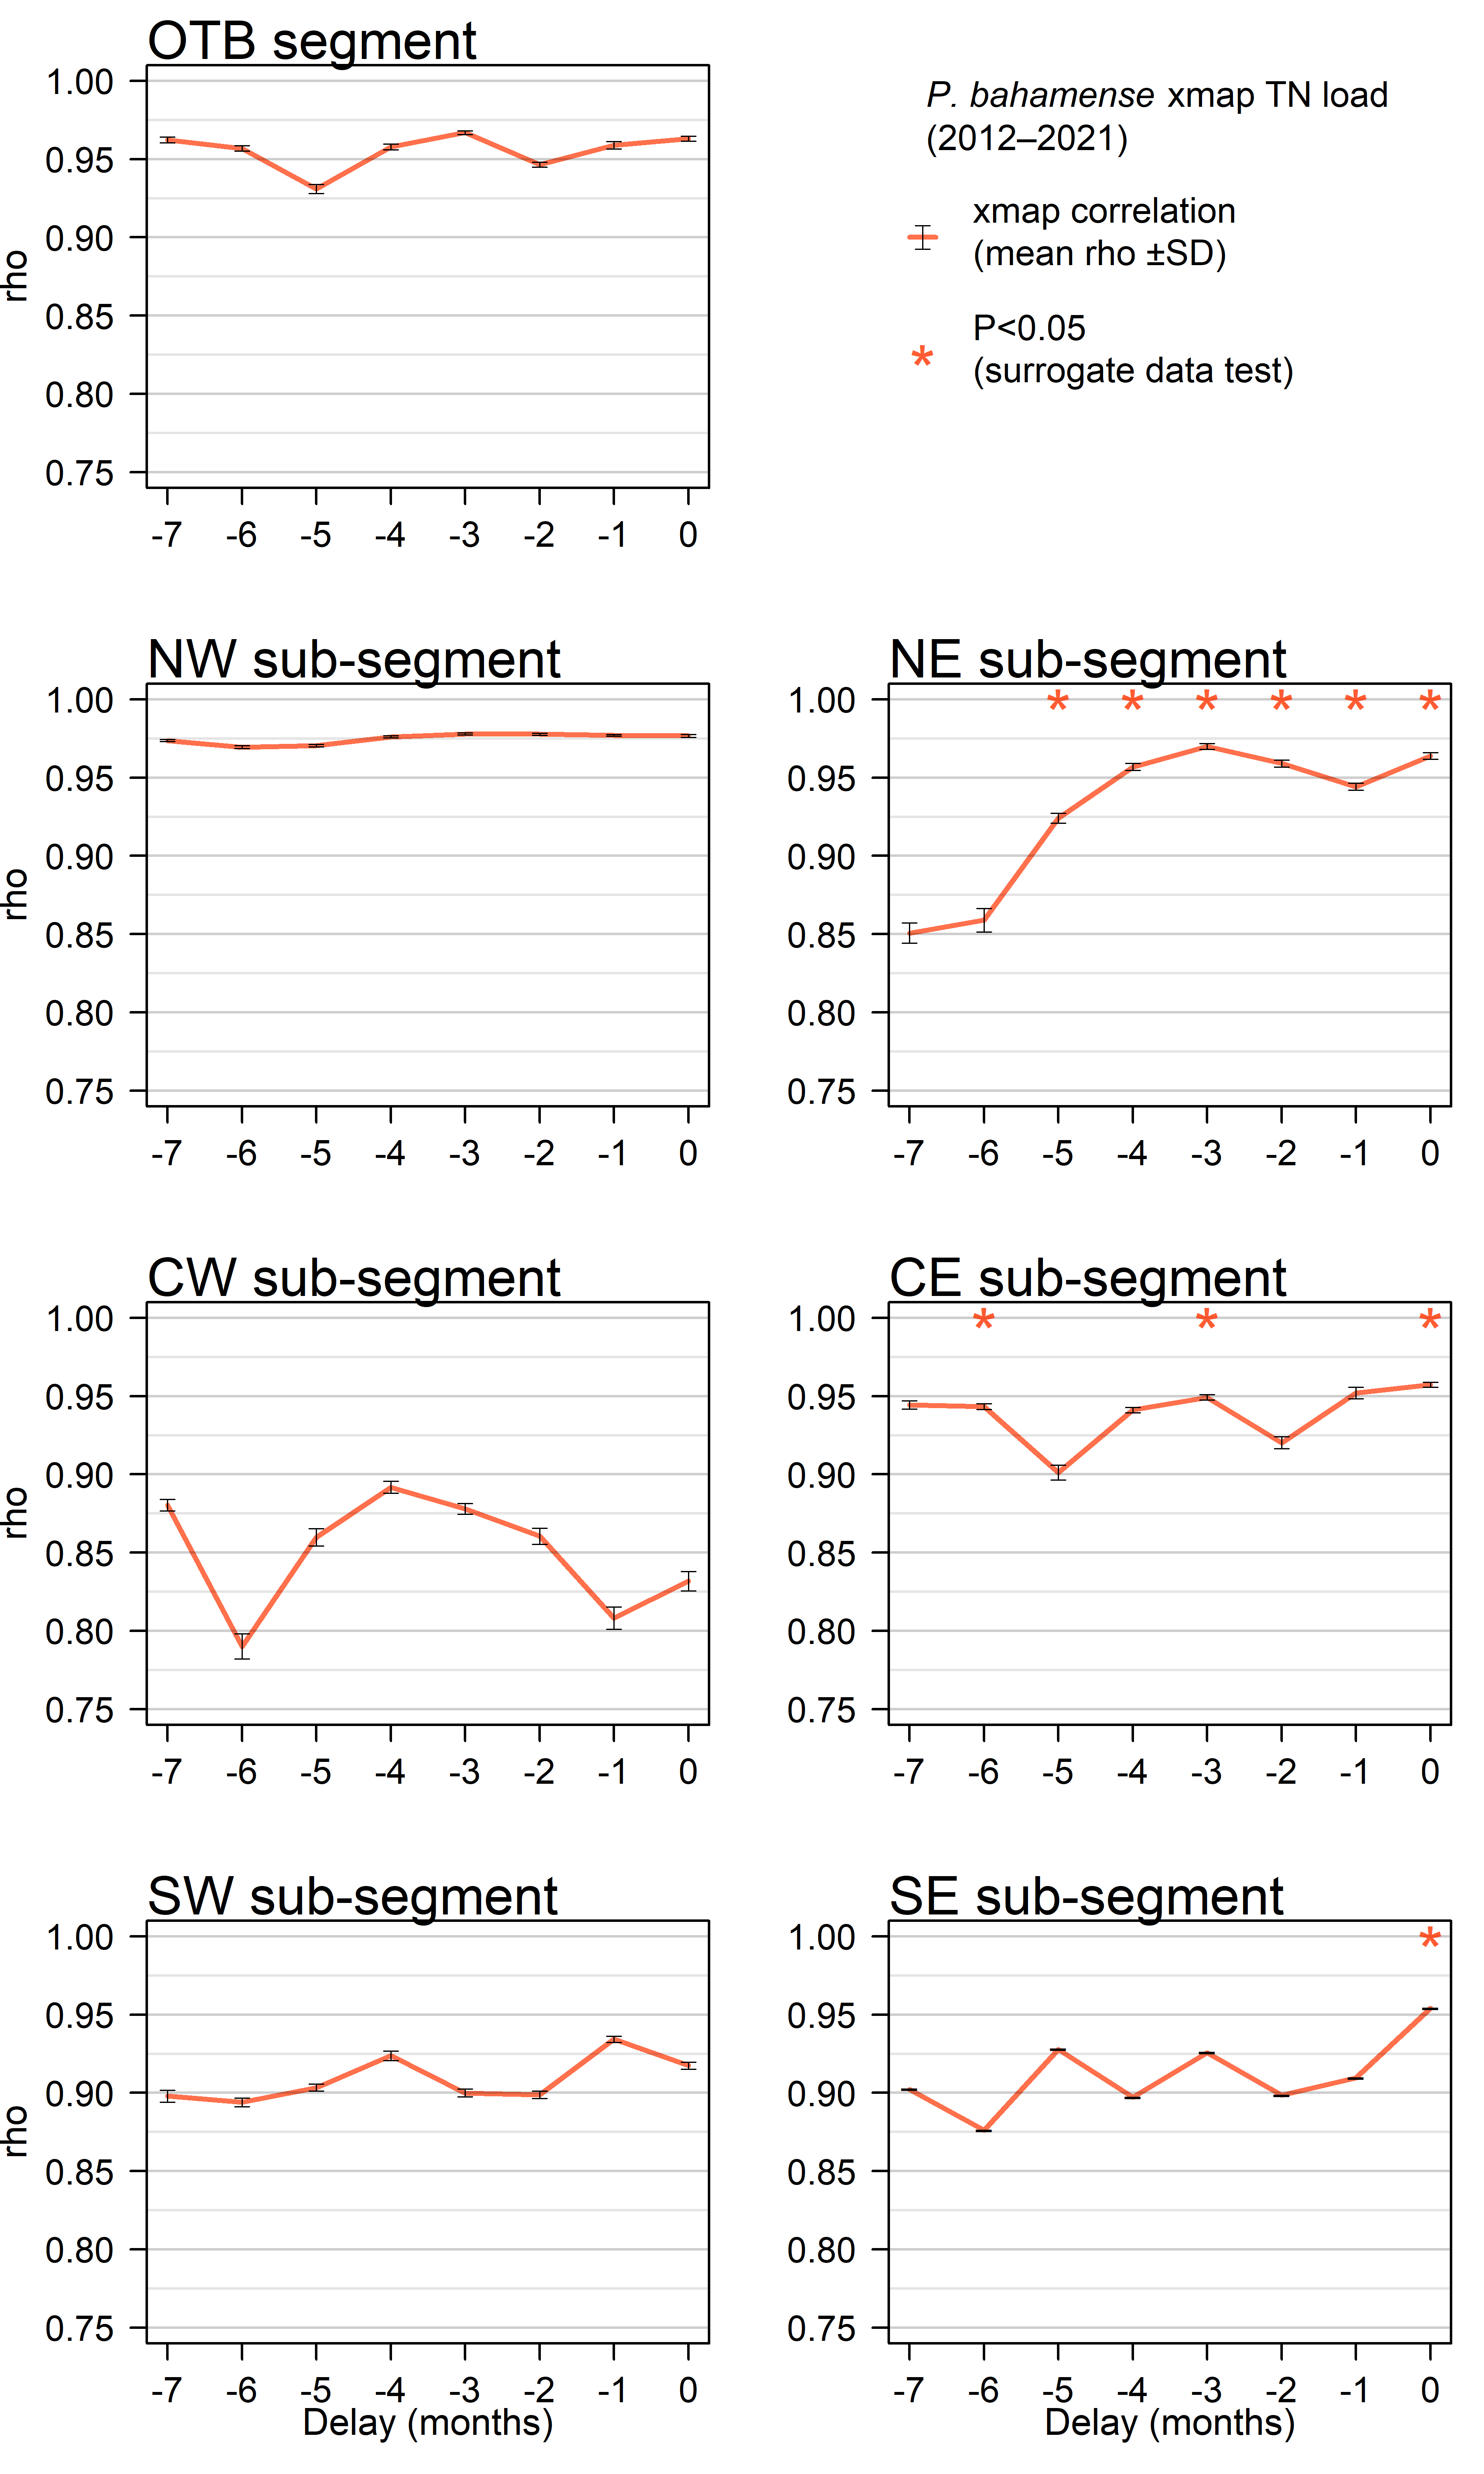 OTB segment
1.00
0.95
0.90
0.85
0.80
0.75
rho
-7 -6 -5 -4 -3 -2 -1 0
P. bahamense xmap TN load
(2012–2021)
xmap correlation
(mean rho ±SD)
* P<0.05
(surrogate data test)
NW sub-segment
1.00
0.95
0.90
0.85
0.80
0.75
rho
-7 -6 -5 -4 -3 -2 -1 0
NE sub-segment
* * * * * *
1.00
0.95
0.90
0.85
0.80
0.75
-7 -6 -5 -4 -3 -2 -1 0
CW sub-segment
1.00
0.95
0.90
0.85
0.80
0.75
rho
-7 -6 -5 -4 -3 -2 -1 0
CE sub-segment
* * *
1.00
0.95
0.90
0.85
0.80
0.75
-7 -6 -5 -4 -3 -2 -1 0
SW sub-segment
1.00
0.95
0.90
0.85
0.80
0.75
rho
-7 -6 -5 -4 -3 -2 -1 0
Delay (months)
SE sub-segment
*
1.00
0.95
0.90
0.85
0.80
0.75
-7 -6 -5 -4 -3 -2 -1 0
Delay (months)